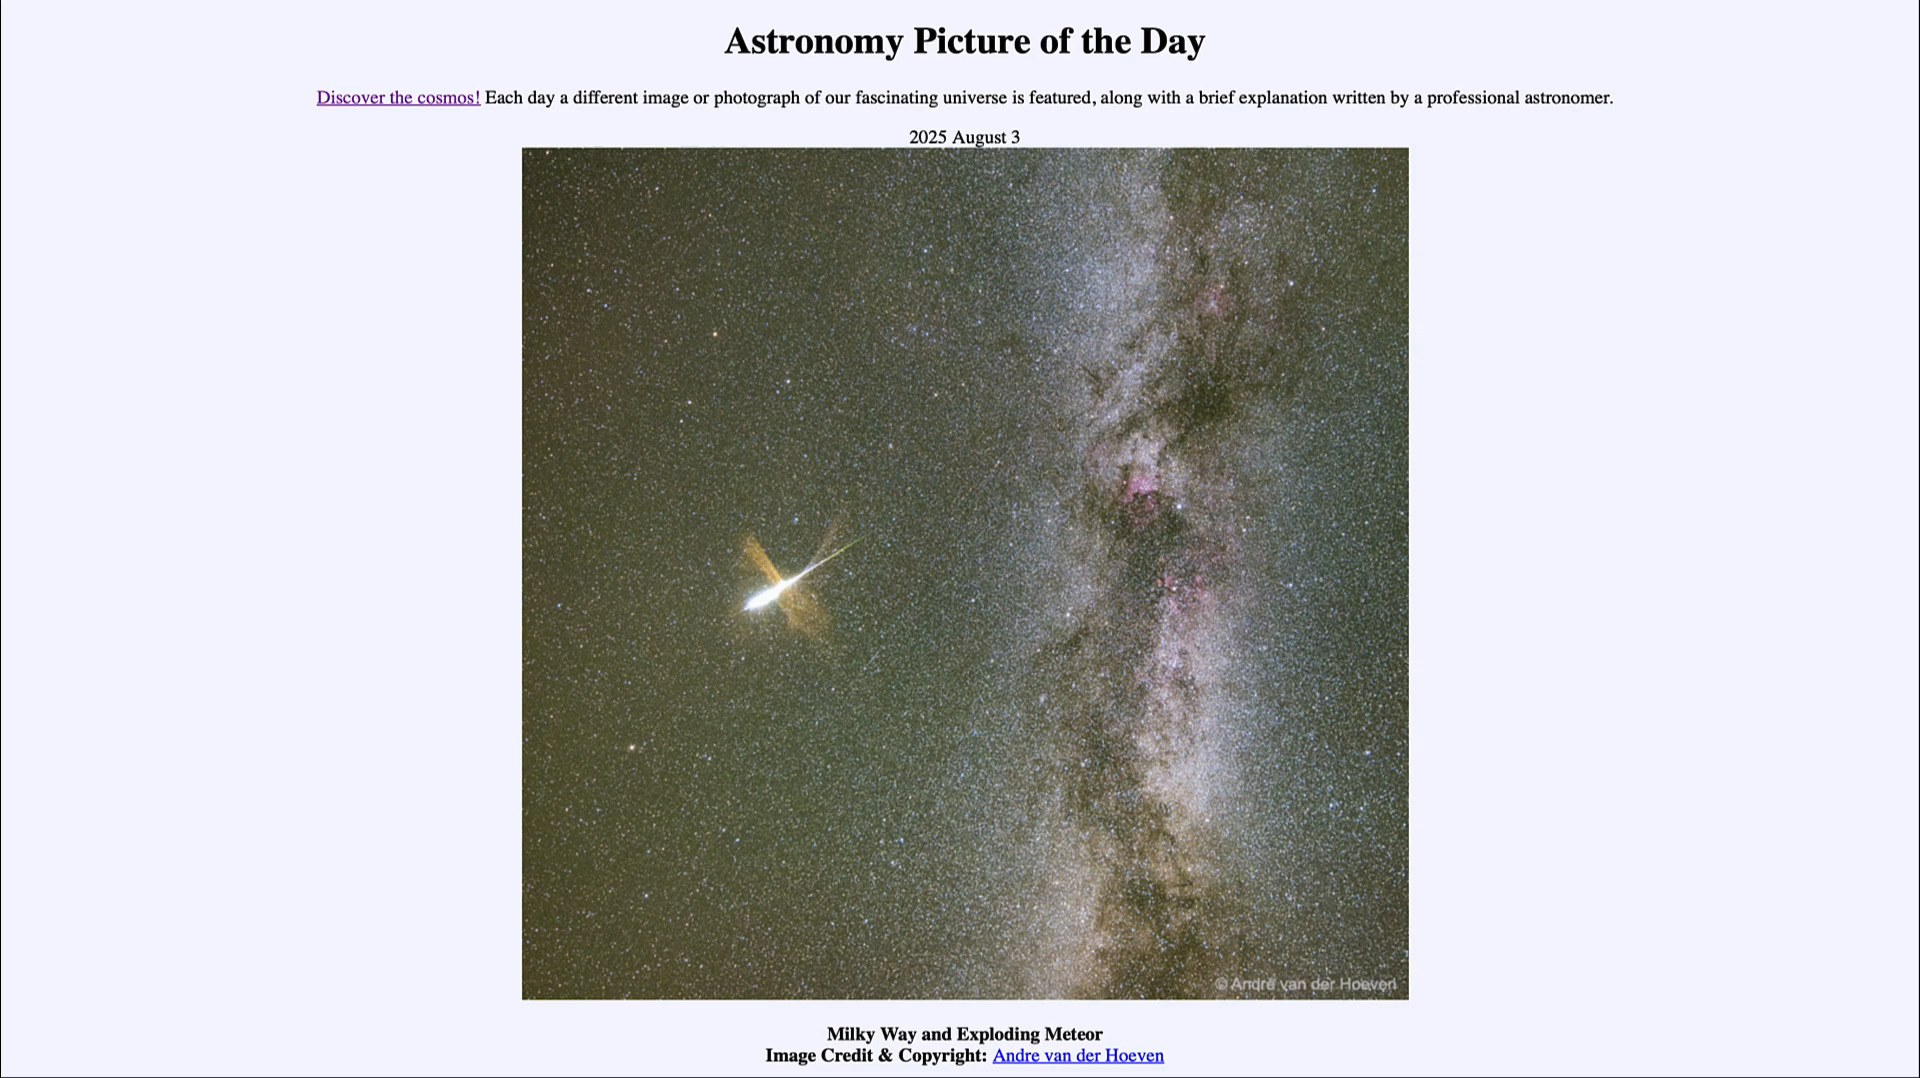 Astronomy Picture of the Day
Discover the cosmos! Each day a different image or photograph of our fascinating universe is featured, along with a brief explanation written by a professional astronomer.
2025 August 3
© André van der Hoeven
Milky Way and Exploding Meteor
Image Credit & Copyright: Andre van der Hoeven